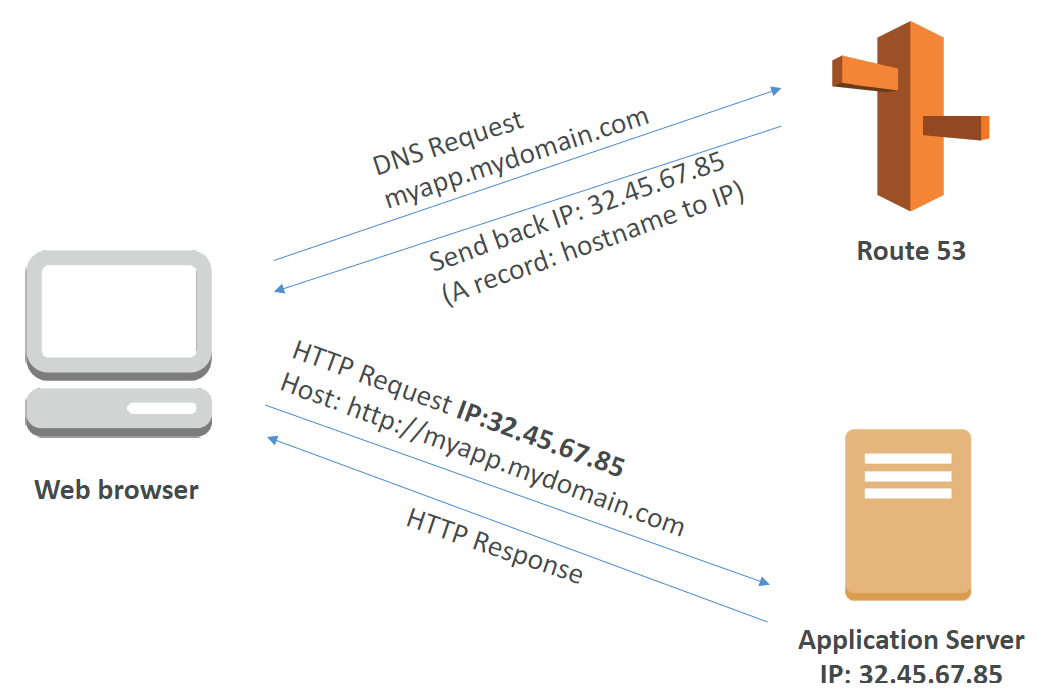 DNS Request
myapp.mydomain.com
Send back IP: 32.45.67.85
(A record: hostname to IP)
Route 53
HTTP Request IP:32.45.67.85
Host: http://myapp.mydomain.com
HTTP Response
Web browser
Application Server
IP: 32.45.67.85